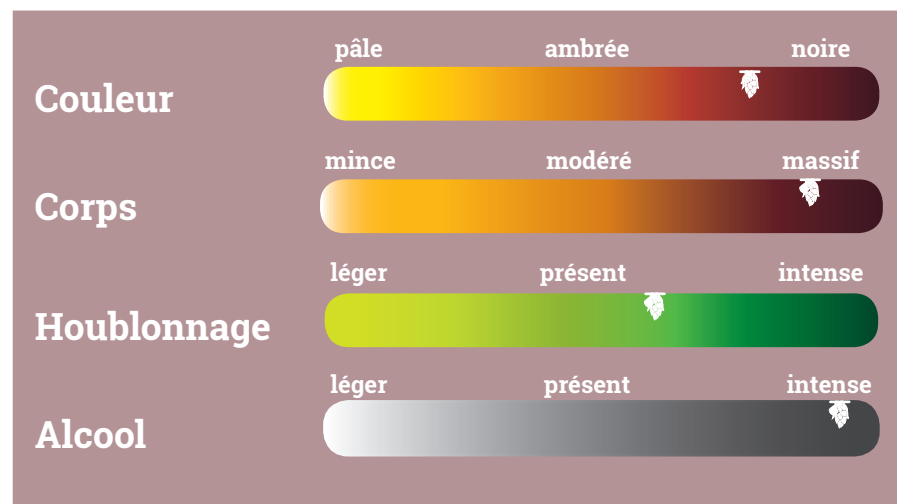 pâle ambrée noire
Couleur
mince modéré massif
Corps
léger présent intense
Houblonnage
léger présent intense
Alcool